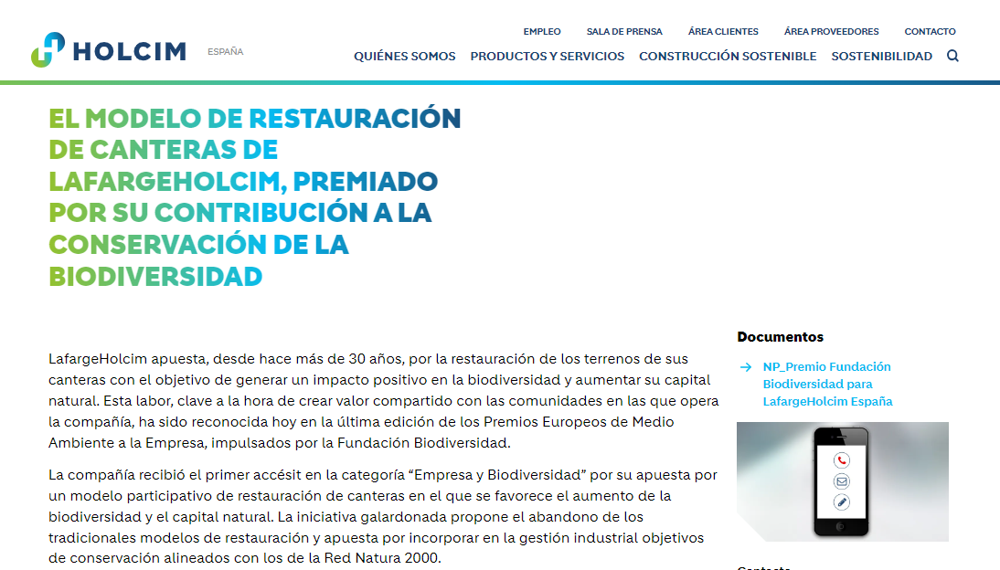 HOLCIM
ESPAÑA
EMPLEO
SALA DE PRENSA
ÁREA CLIENTES
ÁREA PROVEEDORES
CONTACTO
QUIÉNES SOMOS
PRODUCTOS Y SERVICIOS
CONSTRUCCIÓN SOSTENIBLE
SOSTENIBILIDAD
EL MODELO DE RESTAURACIÓN
DE CANTERAS DE
LAFARGEHOLCIM, PREMIADO
POR SU CONTRIBUCIÓN A LA
CONSERVACIÓN DE LA
BIODIVERSIDAD
LafargeHolcim apuesta, desde hace más de 30 años, por la restauración de los terrenos de sus
canteras con el objetivo de generar un impacto positivo en la biodiversidad y aumentar su capital
natural. Esta labor, clave a la hora de crear valor compartido con las comunidades en las que opera
la compañía, ha sido reconocida hoy en la última edición de los Premios Europeos de Medio
Ambiente a la Empresa, impulsados por la Fundación Biodiversidad.
La compañía recibió el primer accésit en la categoría “Empresa y Biodiversidad” por su apuesta por
un modelo participativo de restauración de canteras en el que se favorece el aumento de la
biodiversidad y el capital natural. La iniciativa galardonada propone el abandono de los
tradicionales modelos de restauración y apuesta por incorporar en la gestión industrial objetivos
de conservación alineados con los de la Red Natura 2000.
Documentos
NP_Premio Fundación
Biodiversidad para
LafargeHolcim España